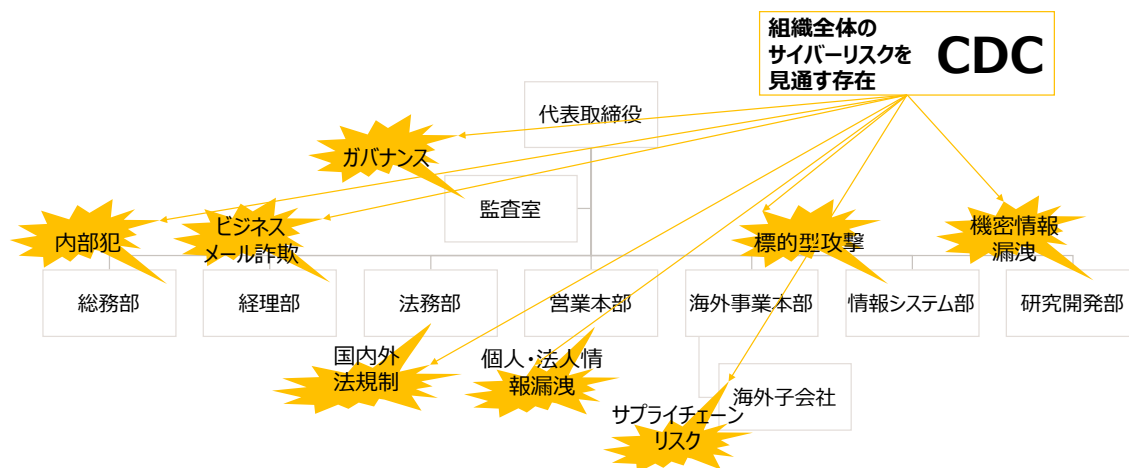 組織全体の
サイバーリスクを
見通す存在
CDC
代表取締役
ガバナンス
監査室
内部犯
ビジネス
メール詐欺
標的型攻撃
機密情報
漏洩
総務部
経理部
法務部
営業本部
海外事業本部
情報システム部
研究開発部
国内外
法規制
個人・法人情
報漏洩
海外子会社
サプライチェーン
リスク